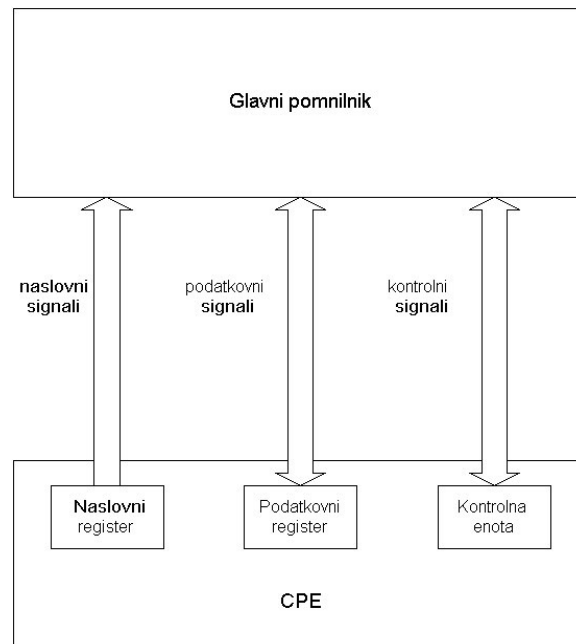 Glavni pomnilnik
naslovni
signali
podatkovni
signali
kontrolni
signali
Naslovni
register
Podatkovni
register
Kontrolna
enota
CPE